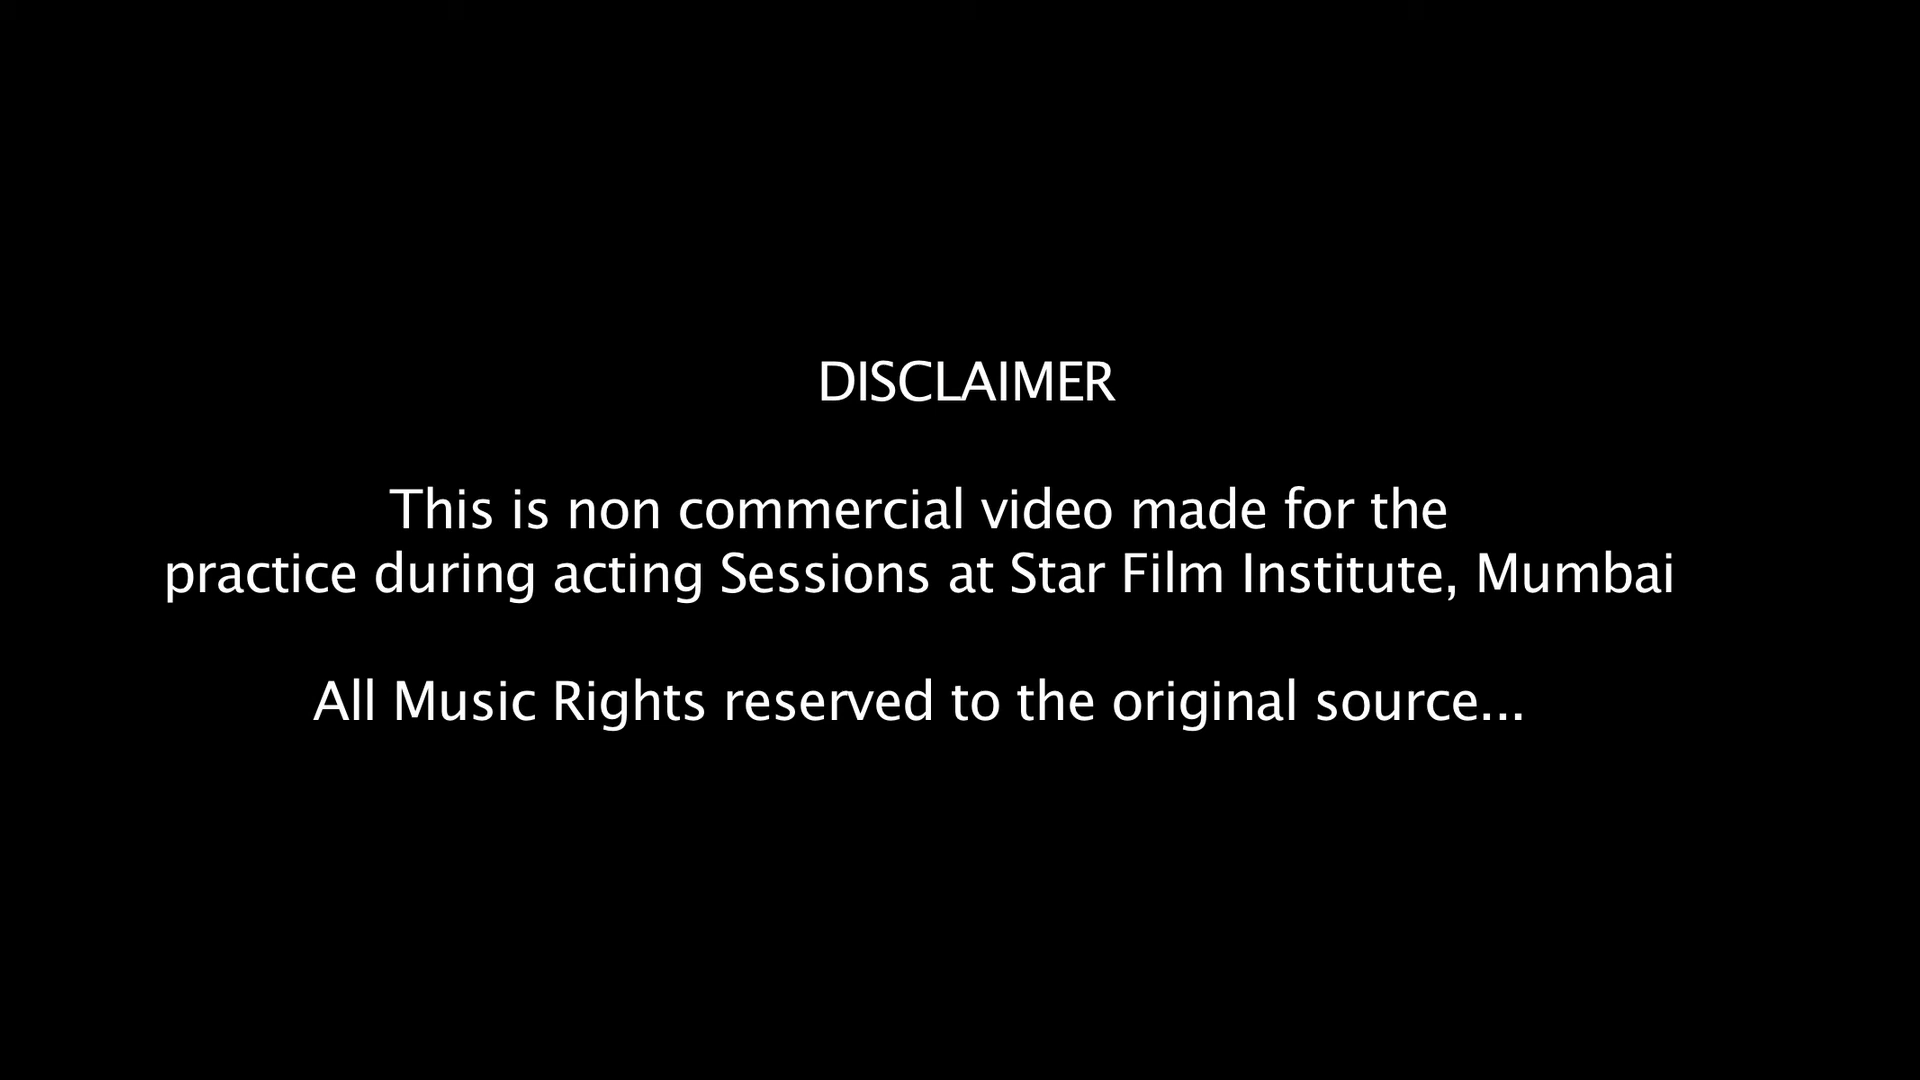 DISCLAIMER
This is non commercial video made for the
practice during acting Sessions at Star Film Institute, Mumbai
All Music Rights reserved to the original source...